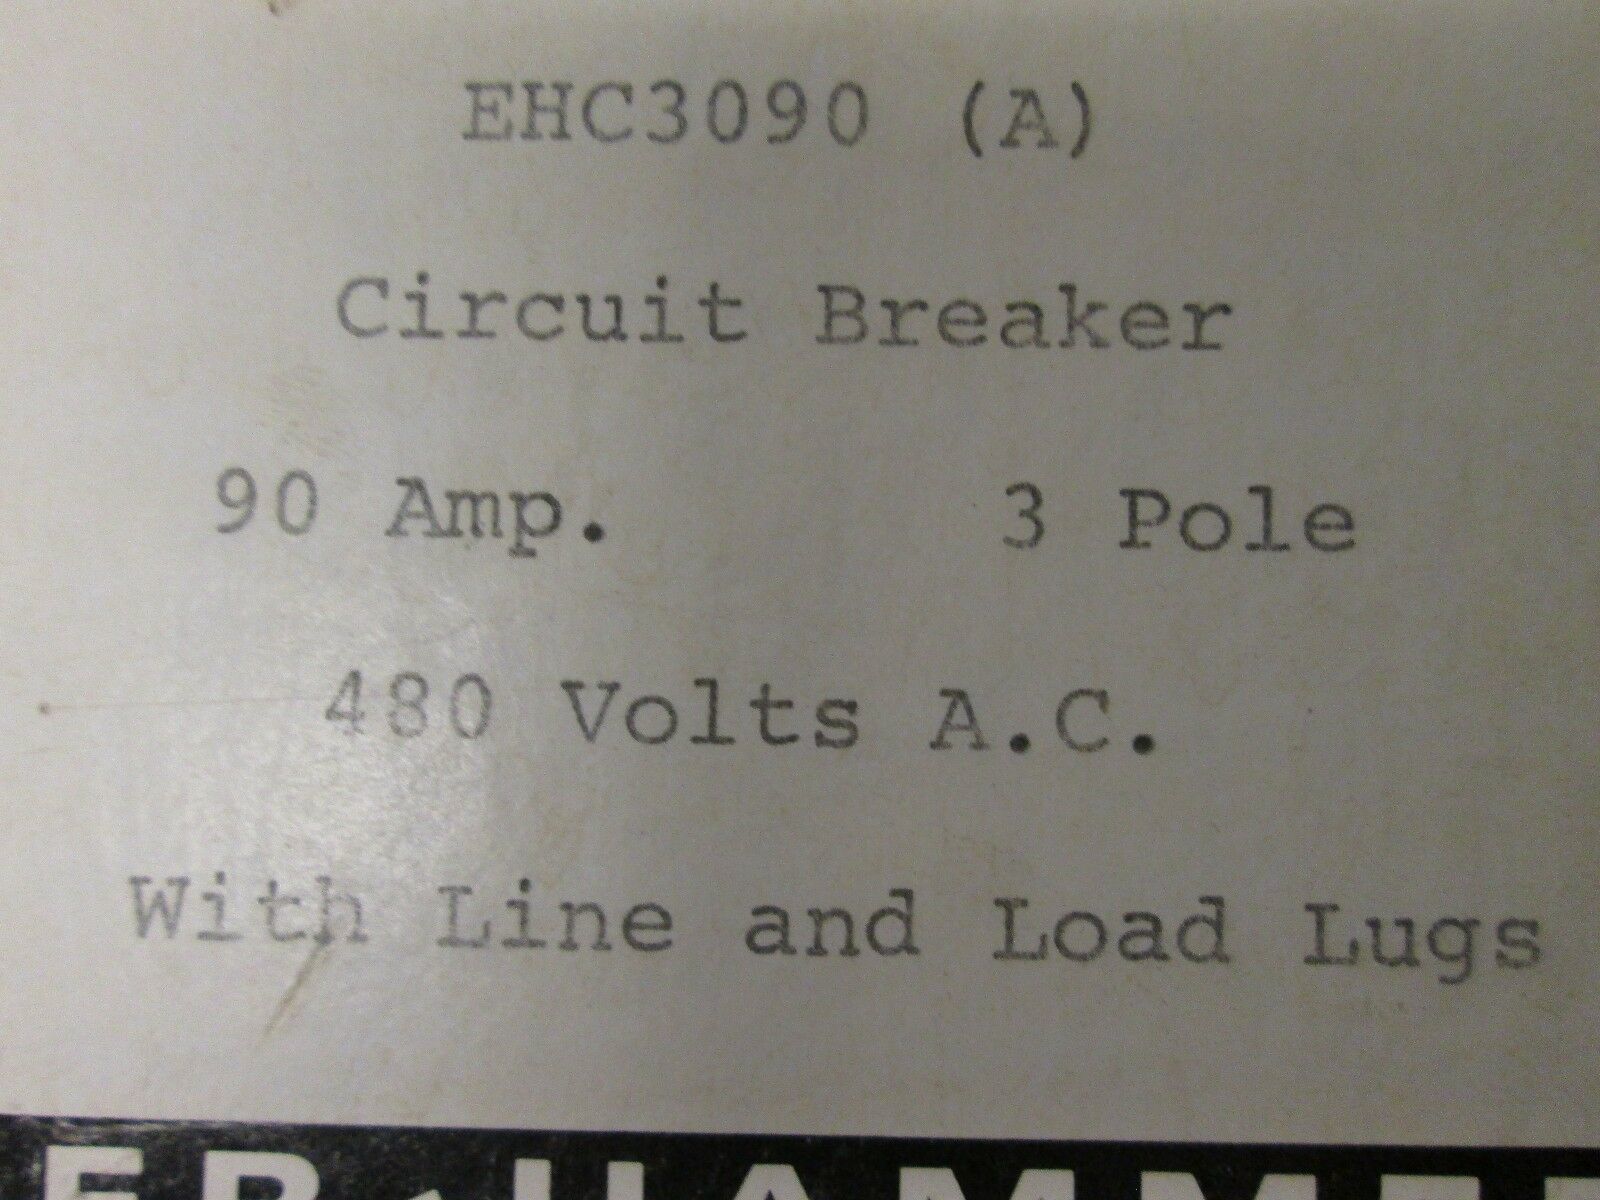 EHC3090 (A)
Circuit Breaker
90 Amp. 3 Pole
480 Volts A.C.
With Line and Load Lugs